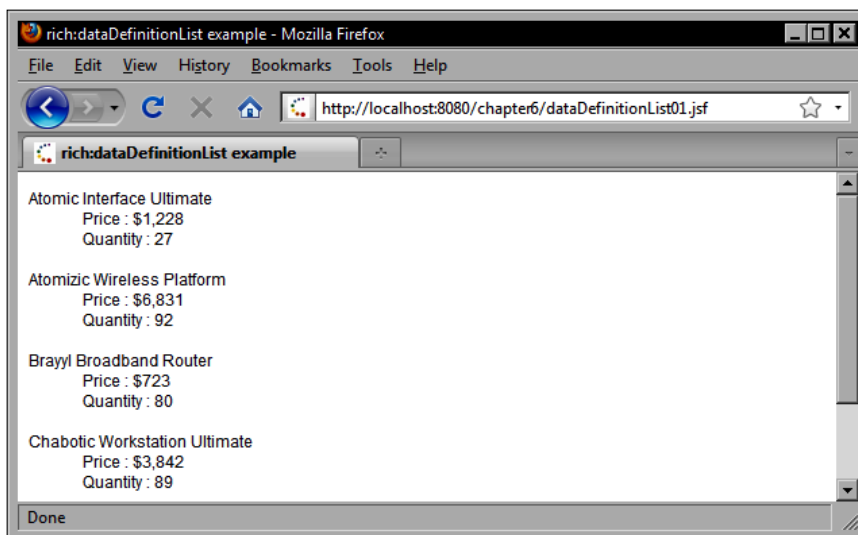 rich:dataDefinitionList example - Mozilla Firefox
File Edit View History Bookmarks Tools Help
http://localhost:8080/chapter6/dataDefinitionList01.jsf
rich:dataDefinitionList example
Atomic Interface Ultimate
Price : $1,228
Quantity : 27
Atomizic Wireless Platform
Price : $6,831
Quantity : 92
Brayyl Broadband Router
Price : $723
Quantity : 80
Chabotic Workstation Ultimate
Price : $3,842
Quantity : 89
Done